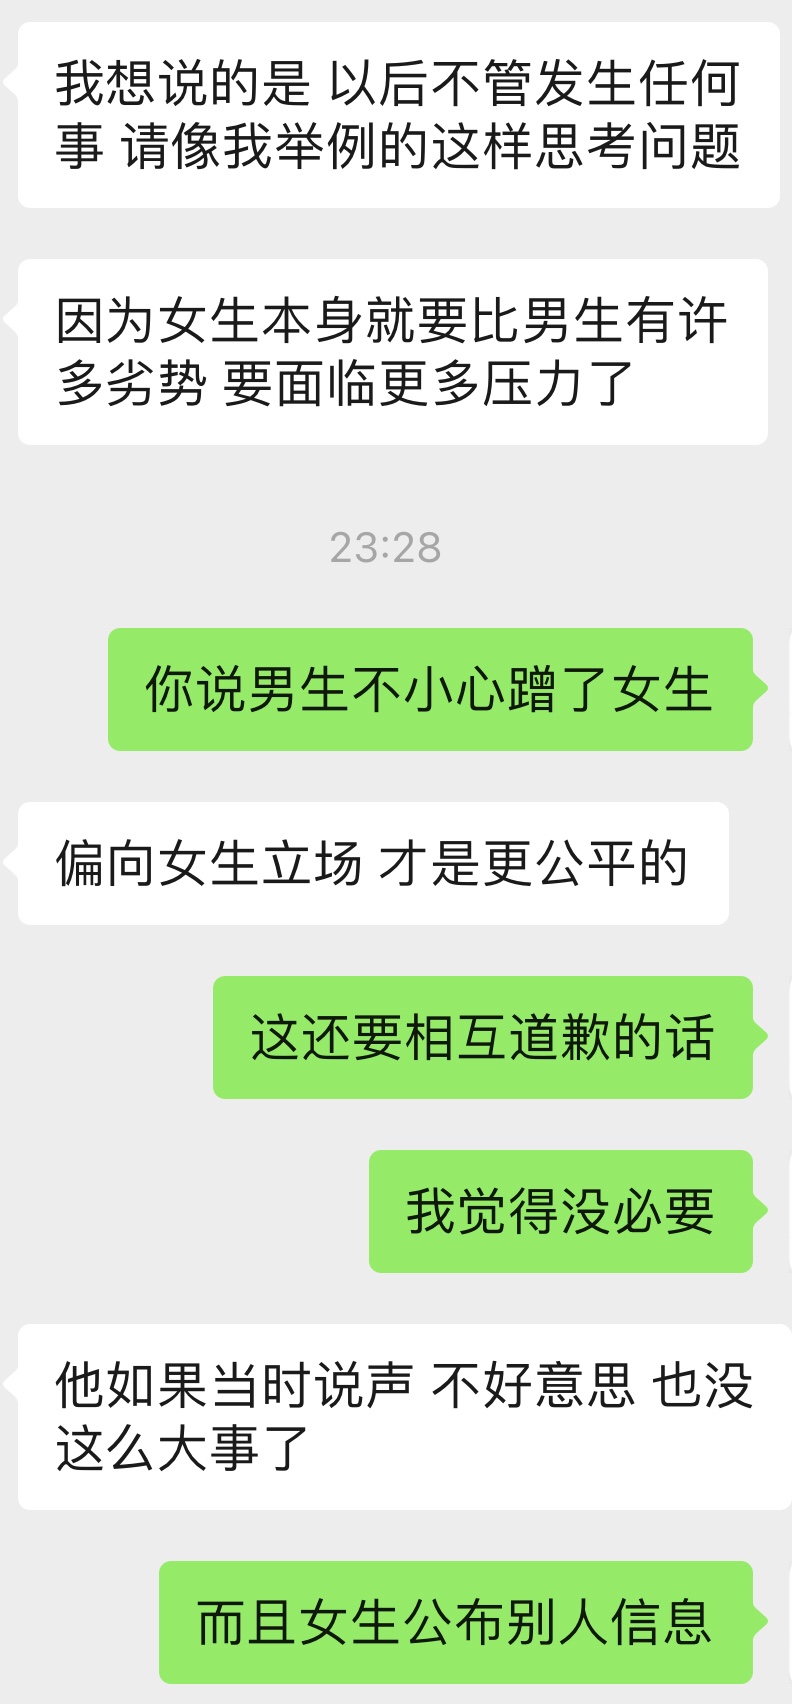 我想说的是 以后不管发生任何
事 请像我举例的这样思考问题
因为女生本身就要比男生有许
多劣势 要面临更多压力了
23:28
你说男生不小心蹭了女生
偏向女生立场 才是更公平的
这还要相互道歉的话
我觉得没必要
他如果当时说声 不好意思 也没
这么大事了
而且女生公布别人信息